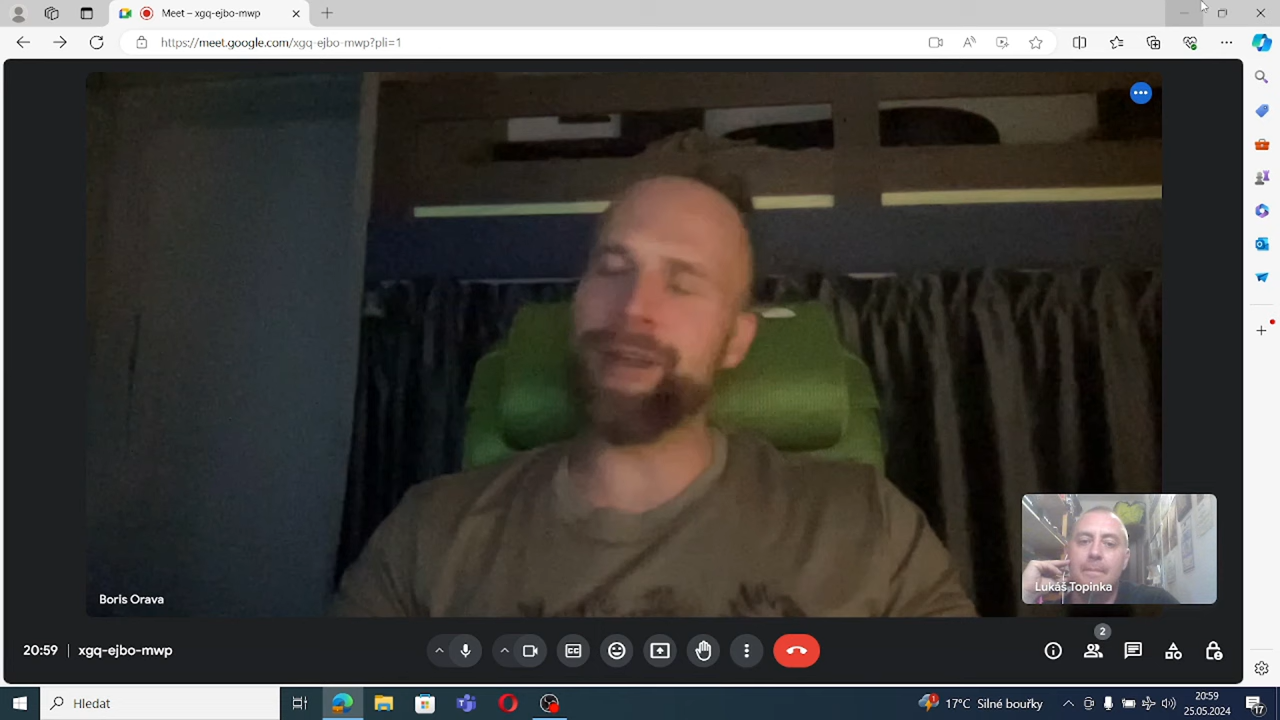 Meet – xgq-ejbo-mwp
https://meet.google.com/xgq-ejbo-mwp?pli=1
Boris Orava
Lukáš Topinka
20:59 | xgq-ejbo-mwp
2
Hledat
17°C Silné bouřky
20:59
25.05.2024
17